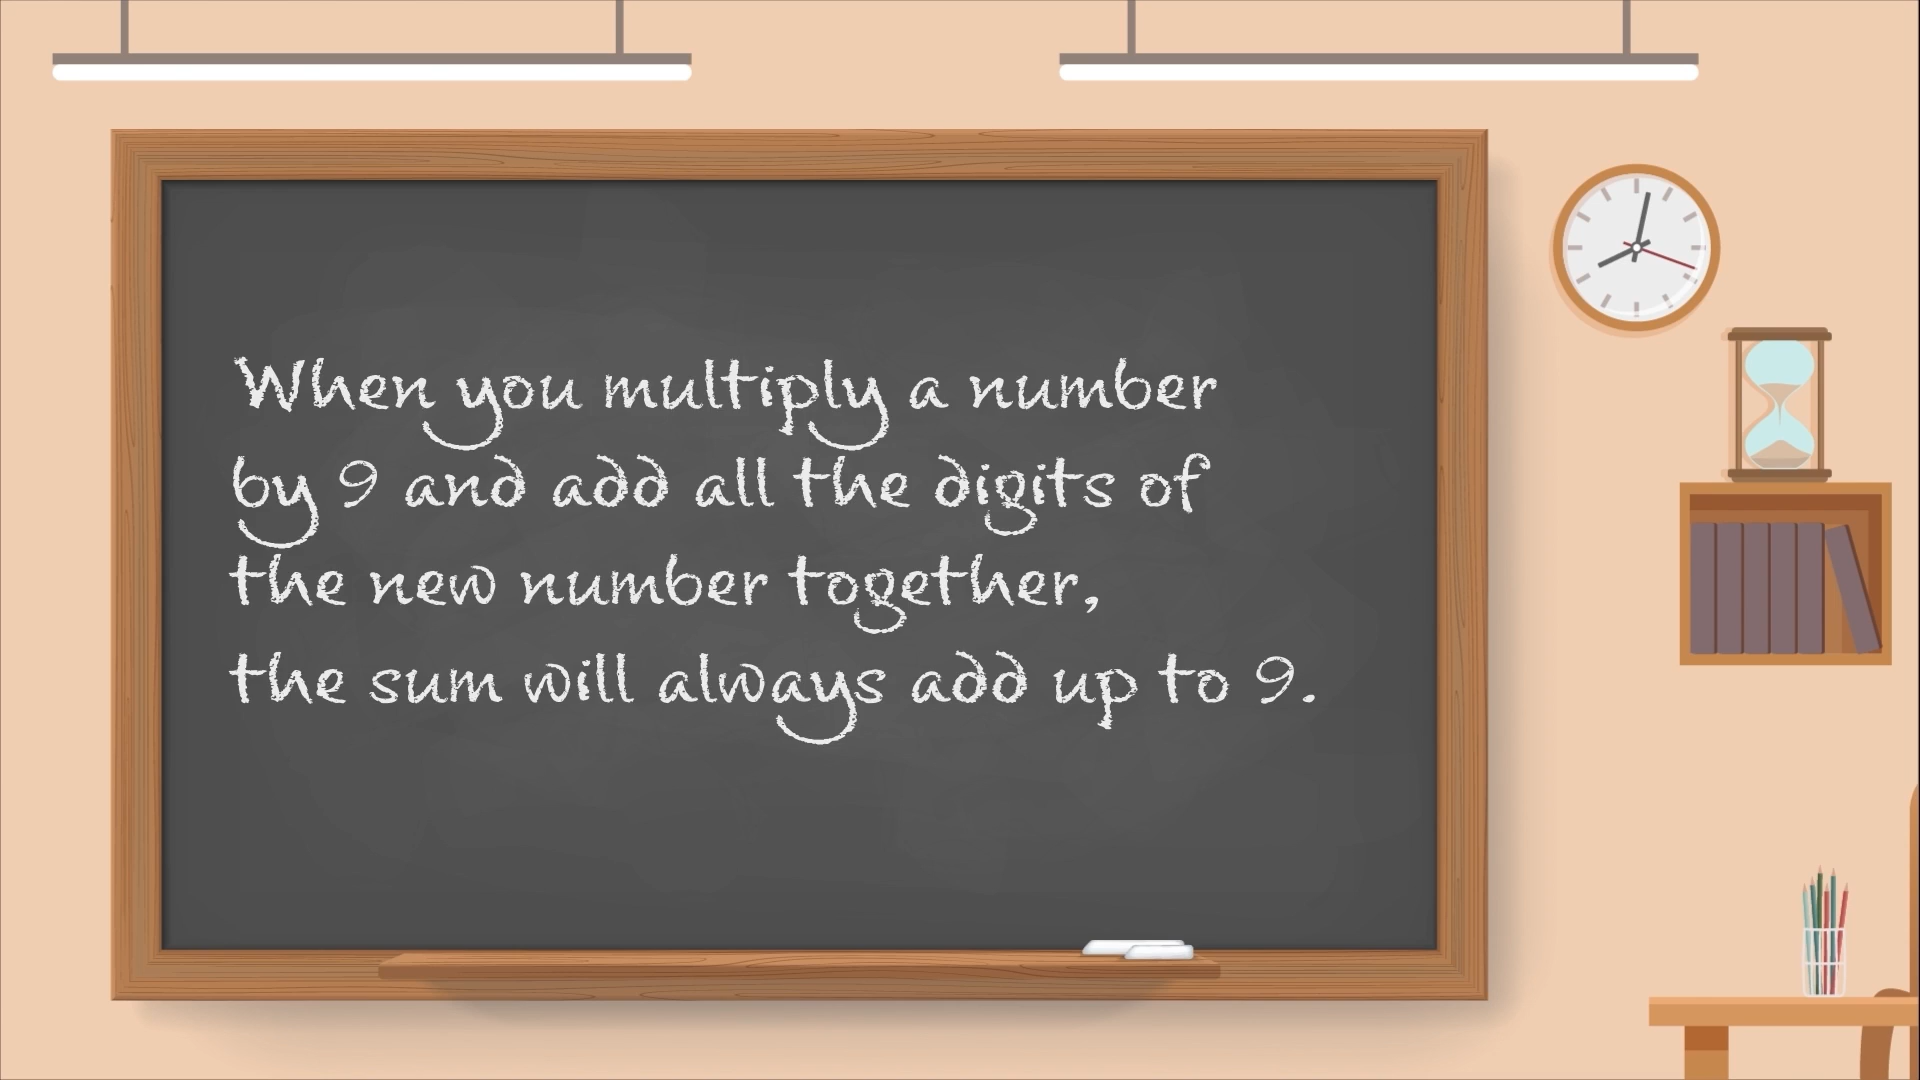 When you multiply a number
by 9 and add all the digits of
the new number together,
the sum will always add up to 9.